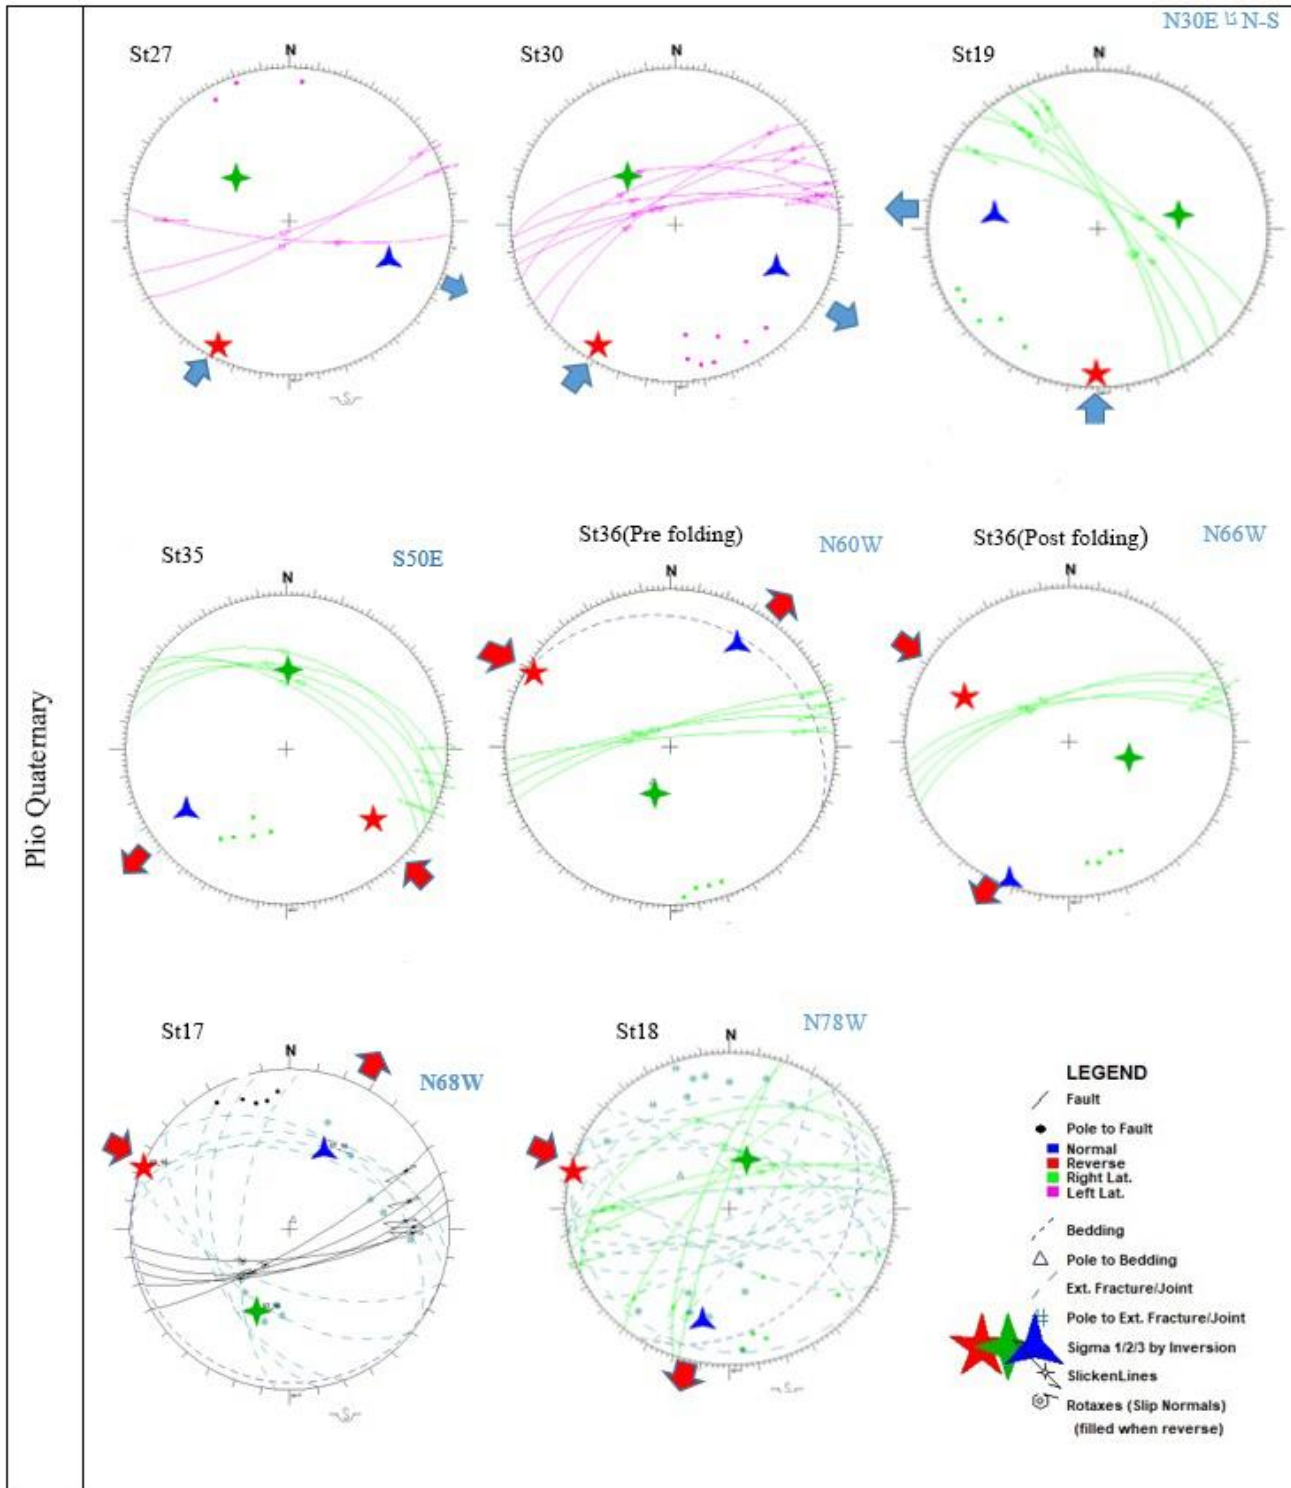 N30E تا N-S
St27
N
St30
N
St19
N
St35
S50E
N
St36(Pre folding)
N60W
N
St36(Post folding)
N66W
N
Plio Quaternary
St17
N68W
N
St18
N78W
N
S
S
S
LEGEND
Fault
Pole to Fault
Normal
Reverse
Right Lat.
Left Lat.
Bedding
Pole to Bedding
Ext. Fracture/Joint
Pole to Ext. Fracture/Joint
Sigma 1/2/3 by Inversion
SlickenLines
Rotaxes (Slip Normals)
(filled when reverse)